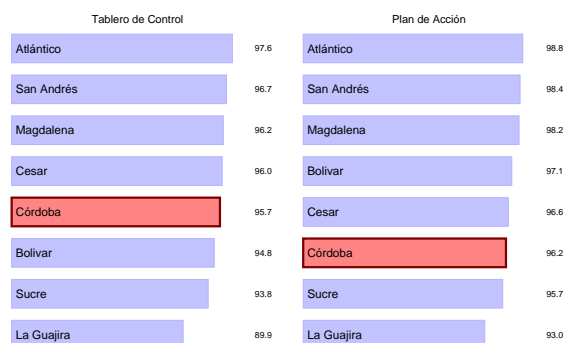 Tablero de Control
Atlántico 97.6
San Andrés 96.7
Magdalena 96.2
Cesar 96.0
Córdoba 95.7
Bolivar 94.8
Sucre 93.8
La Guajira 89.9
Plan de Acción
Atlántico 98.8
San Andrés 98.4
Magdalena 98.2
Bolivar 97.1
Cesar 96.6
Córdoba 96.2
Sucre 95.7
La Guajira 93.0